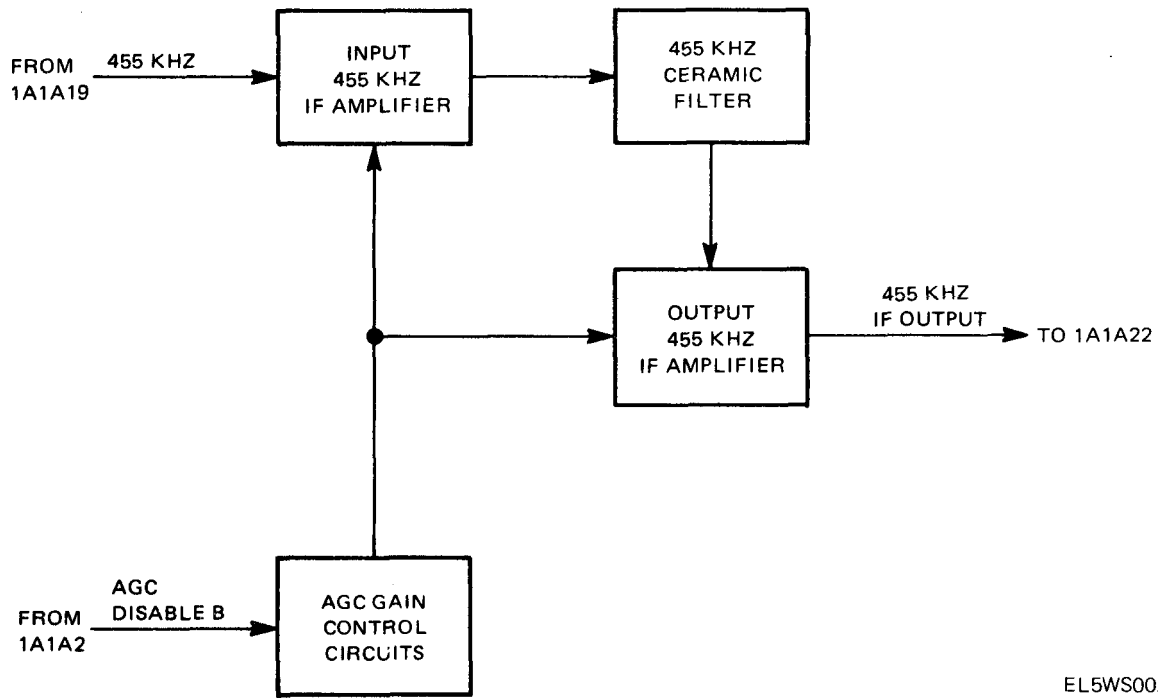 FROM
1A1A19
455 KHZ
INPUT
455 KHZ
IF AMPLIFIER
455 KHZ
CERAMIC
FILTER
OUTPUT
455 KHZ
IF AMPLIFIER
455 KHZ
IF OUTPUT
TO 1A1A22
FROM
1A1A2
AGC
DISABLE B
AGC GAIN
CONTROL
CIRCUITS
EL5WS00